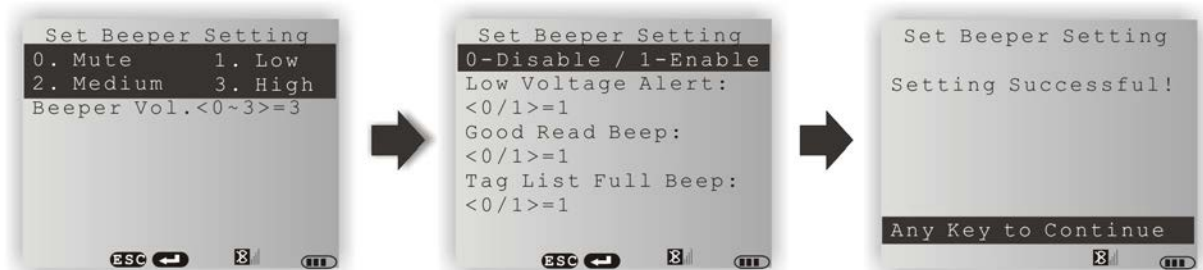 Set Beeper Setting
0. Mute 1. Low
2. Medium 3. High
Beeper Vol.<0~3>=3
ESC
Set Beeper Setting
0-Disable / 1-Enable
Low Voltage Alert:
<0/1>=1
Good Read Beep:
<0/1>=1
Tag List Full Beep:
<0/1>=1
ESC
Set Beeper Setting
Setting Successful!
Any Key to Continue